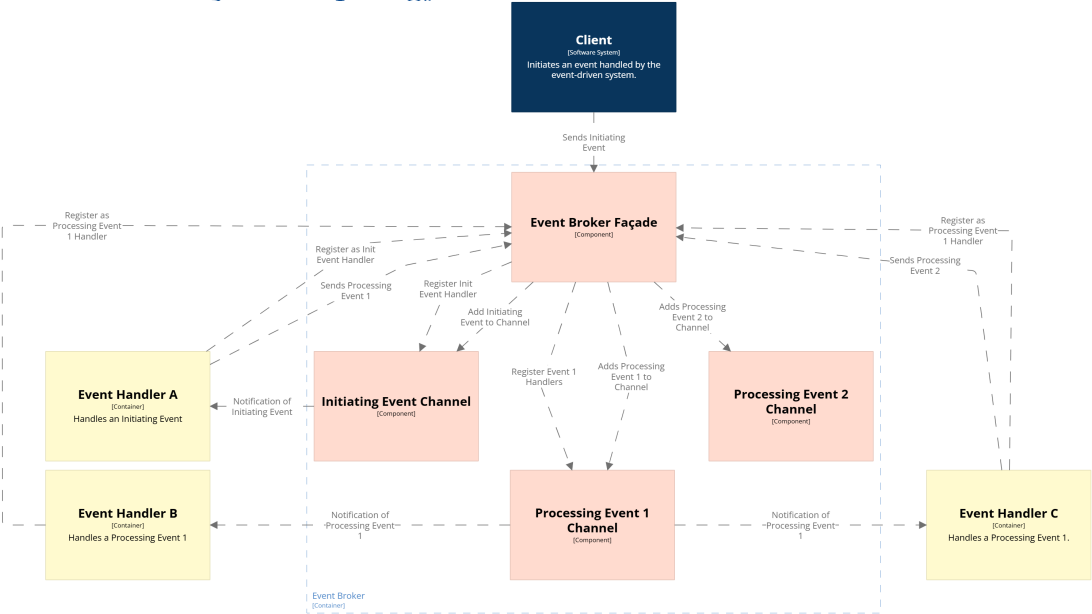 Client
[Software System]
Initiates an event handled by the
event-driven system.
Sends Initiating
Event
Event Broker Façade
[Component]
Register as
Processing Event
1 Handler
Register as Init
Event Handler
Sends Processing
Event 1
Register Init
Event Handler
Add Initiating
Event to Channel
Adds Processing
Event 2 to
Channel
Register as
Processing Event
1 Handler
Sends Processing
Event 2
Register Event 1
Handlers
Adds Processing
Event 1 to
Channel
Event Handler A
[Container]
Handles an Initiating Event
Notification of
Initiating Event
Initiating Event Channel
[Component]
Processing Event 2
Channel
[Component]
Event Handler B
[Container]
Handles a Processing Event 1
Notification of
Processing Event
1
Processing Event 1
Channel
[Component]
Notification of
Processing Event
1
Event Handler C
[Container]
Handles a Processing Event 1.
Event Broker
[Container]